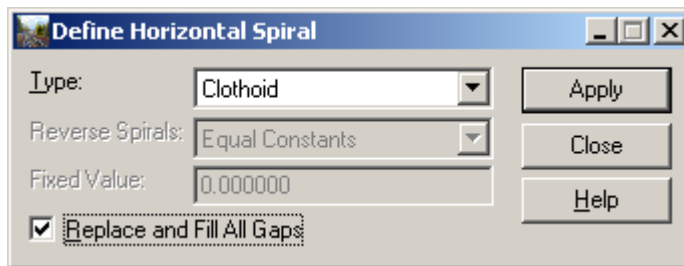 Define Horizontal Spiral
Type: Clothoid Apply
Reverse Spirals: Equal Constants Close
Fixed Value: 0.000000 Help
Replace and Fill All Gaps